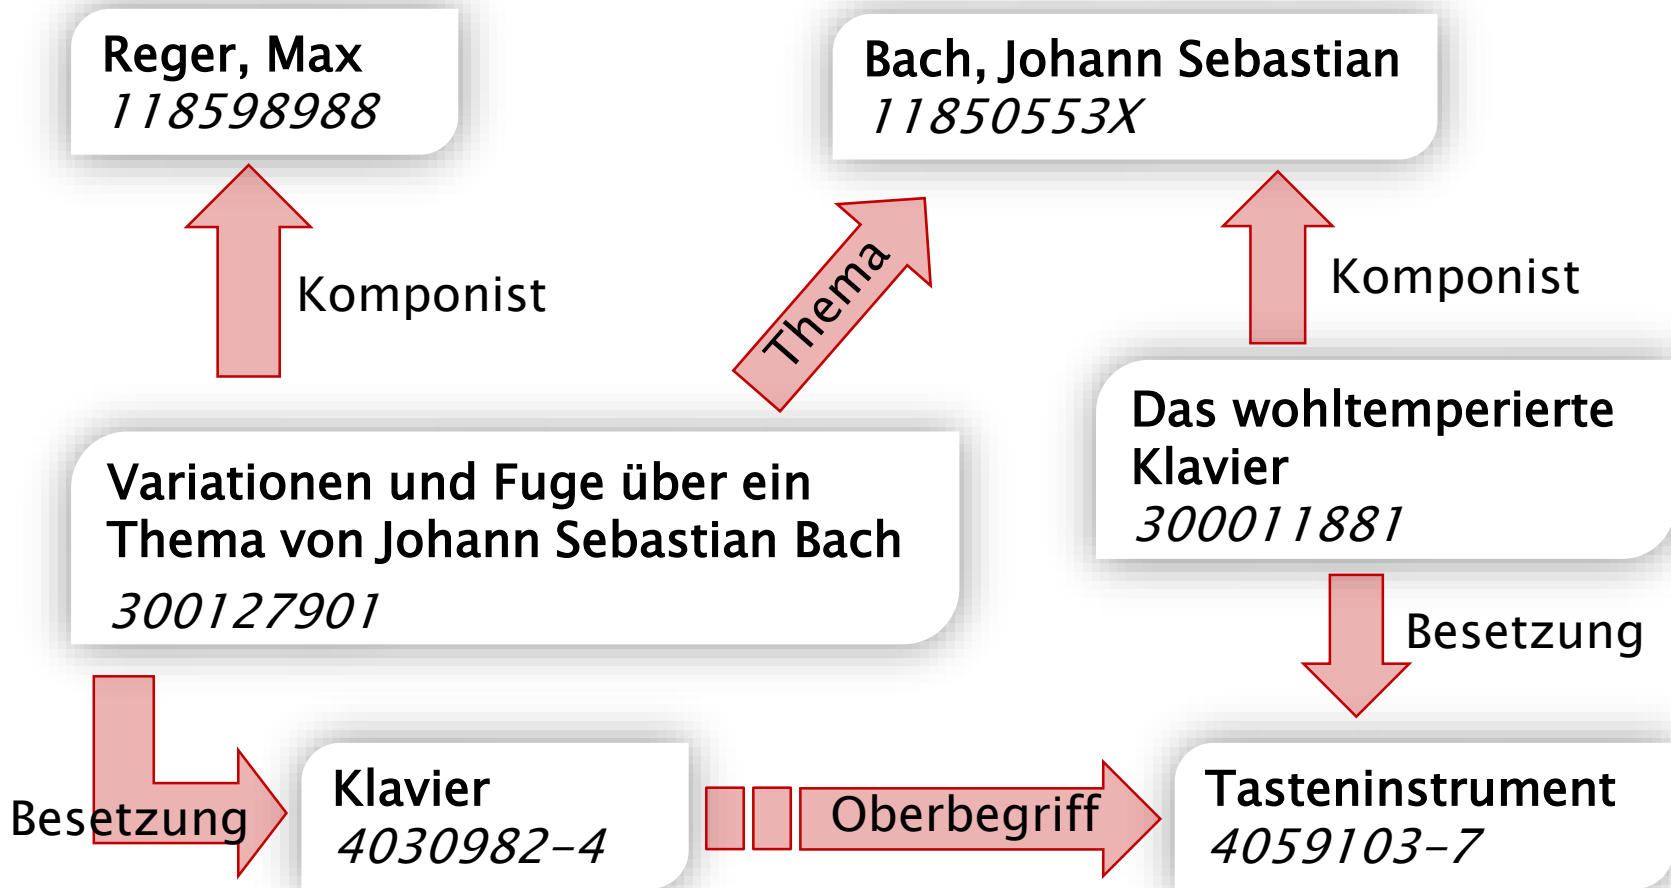 Reger, Max
118598988
Bach, Johann Sebastian
11850553X
Komponist
Thema
Komponist
Variationen und Fuge über ein
Thema von Johann Sebastian Bach
300127901
Das wohltemperierte
Klavier
300011881
Besetzung
Besetzung
Klavier
4030982-4
Oberbegriff
Tasteninstrument
4059103-7